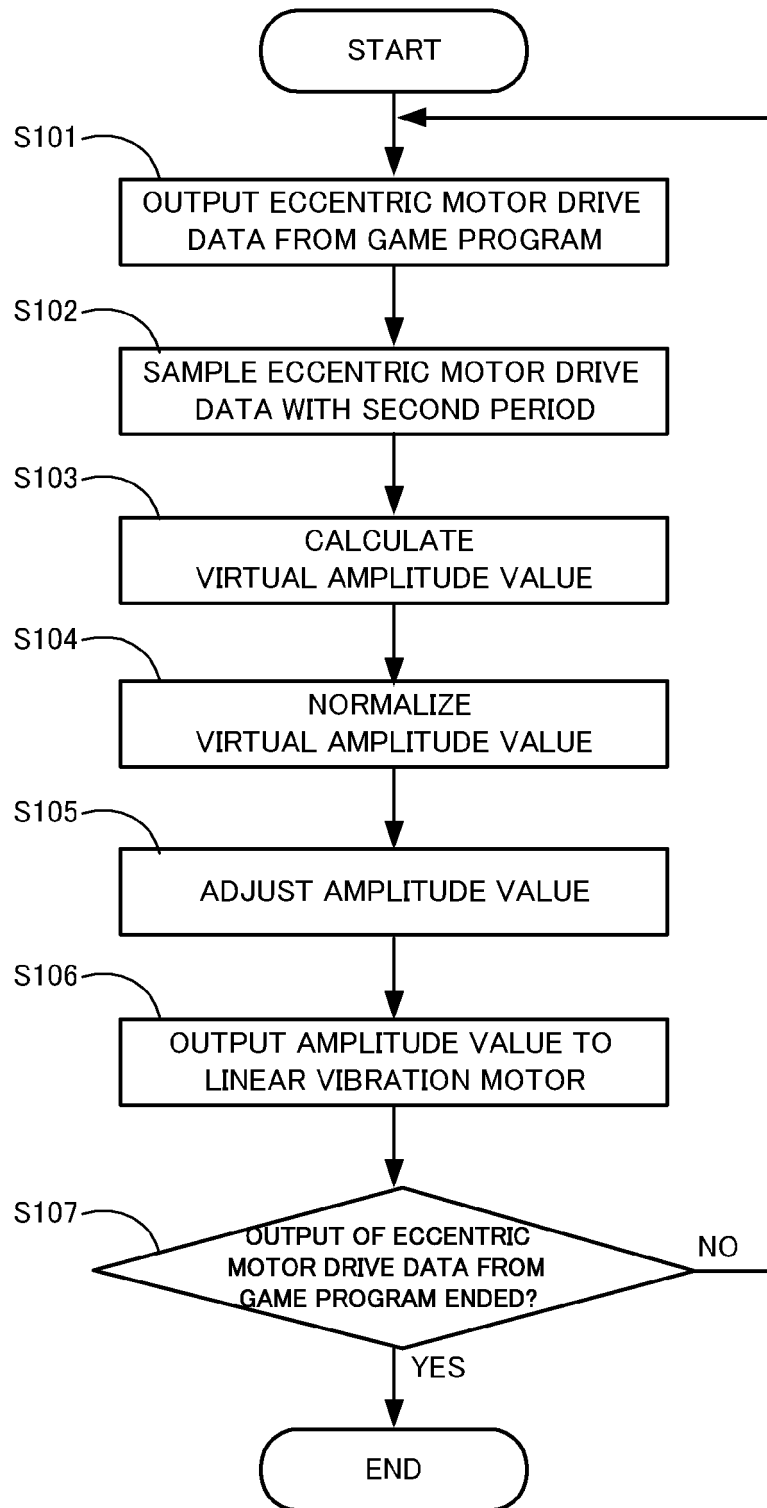 START
S101
OUTPUT ECCENTRIC MOTOR DRIVE
DATA FROM GAME PROGRAM
S102
SAMPLE ECCENTRIC MOTOR DRIVE
DATA WITH SECOND PERIOD
S103
CALCULATE
VIRTUAL AMPLITUDE VALUE
S104
NORMALIZE
VIRTUAL AMPLITUDE VALUE
S105
ADJUST AMPLITUDE VALUE
S106
OUTPUT AMPLITUDE VALUE TO
LINEAR VIBRATION MOTOR
S107
OUTPUT OF ECCENTRIC
MOTOR DRIVE DATA FROM
GAME PROGRAM ENDED?
NO
YES
END